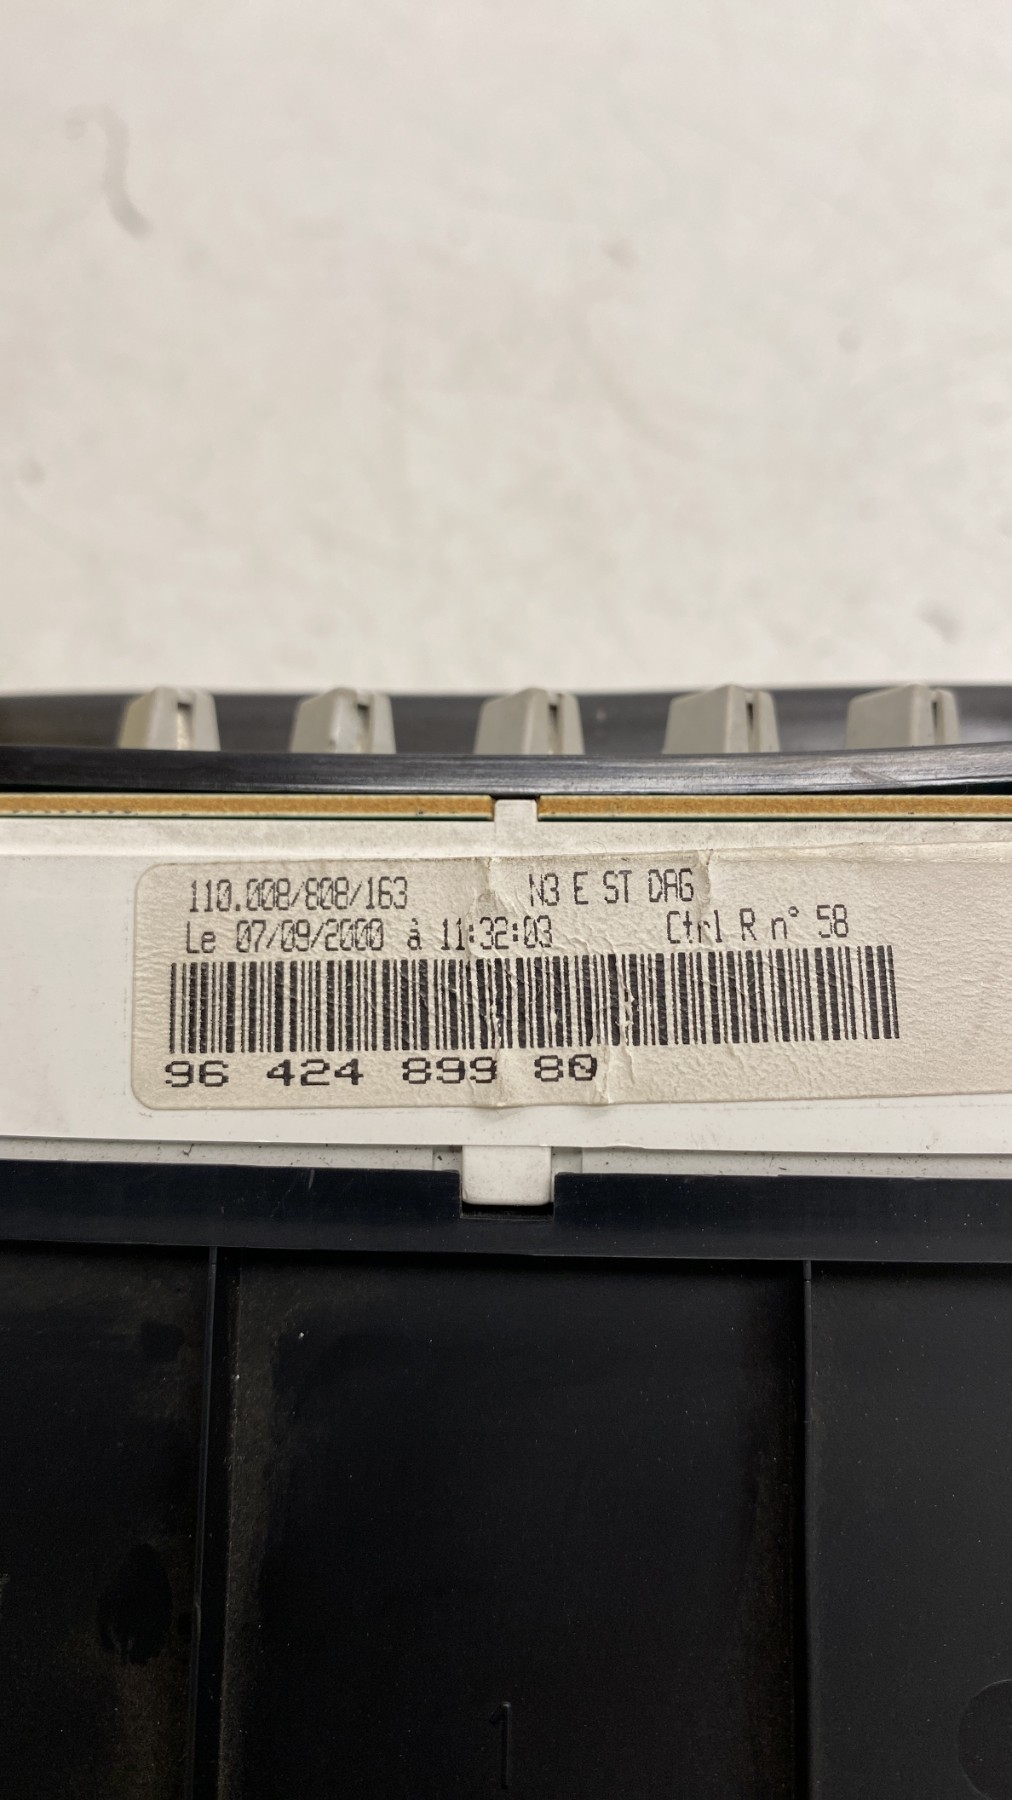 110.008/808/163 N3 E ST DAG
Le 07/09/2000 à 11:32:03 Ctrl R n° 58
96 424 899 80
1